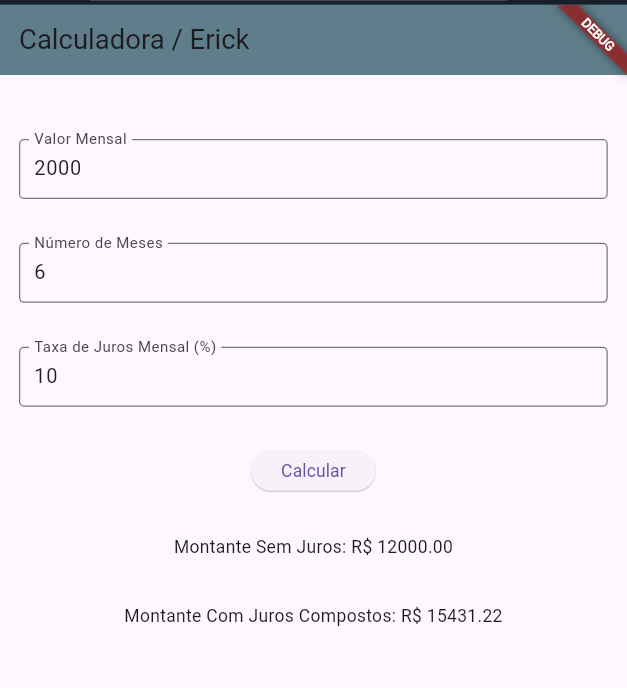 Calculadora / Erick
DEBUG
Valor Mensal
2000
Número de Meses
6
Taxa de Juros Mensal (%)
10
Calcular
Montante Sem Juros: R$ 12000.00
Montante Com Juros Compostos: R$ 15431.22